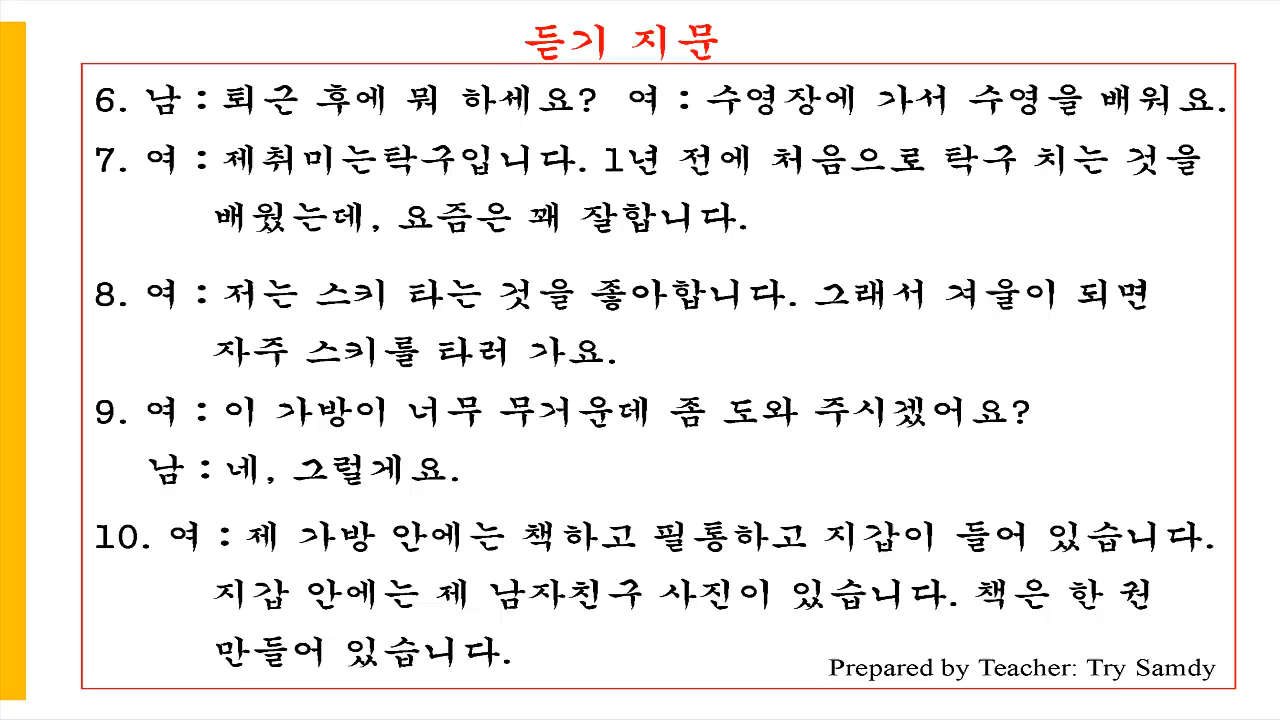 듣기 지문
6. 남 : 퇴근 후에 뭐 하세요? 여 : 수영장에 가서 수영을 배워요.
7. 여 : 제취미는탁구입니다. 1년 전에 처음으로 탁구 치는 것을
배웠는데, 요즘은 꽤 잘합니다.
8. 여 : 저는 스키 타는 것을 좋아합니다. 그래서 겨울이 되면
자주 스키를 타러 가요.
9. 여 : 이 가방이 너무 무거운데 좀 도와 주시겠어요?
남 : 네, 그럴게요.
10. 여 : 제 가방 안에는 책하고 필통하고 지갑이 들어 있습니다.
지갑 안에는 제 남자친구 사진이 있습니다. 책은 한 권
만들어 있습니다.
Prepared by Teacher: Try Samdy